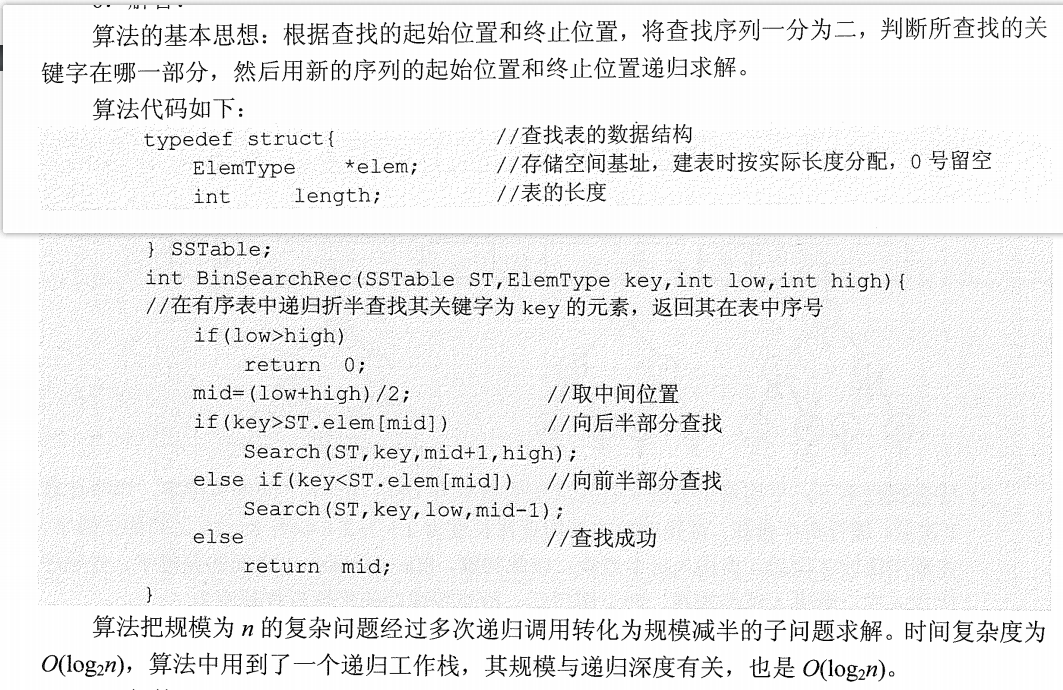 算法的基本思想：根据查找的起始位置和终止位置，将查找序列一分为二，判断所查找的关
键字在哪一部分，然后用新的序列的起始位置和终止位置递归求解。
算法代码如下：
typedef struct{ //查找表的数据结构
ElemType *elem; //存储空间基址，建表时按实际长度分配，0 号留空
int length; //表的长度
} SSTable;
int BinSearchRec(SSTable ST,ElemType key,int low,int high){
//在有序表中递归折半查找其关键字为 key 的元素，返回其在表中序号
if(low>high)
return 0;
mid=(low+high)/2; //取中间位置
if(key>ST.elem[mid]) //向后半部分查找
Search(ST,key,mid+1,high);
else if(key<ST.elem[mid]) //向前半部分查找
Search(ST,key,low,mid-1);
else //查找成功
return mid;
}
算法把规模为 n 的复杂问题经过多次递归调用转化为规模减半的子问题求解。时间复杂度为
O(log₂n)，算法中用到了一个递归工作栈，其规模与递归深度有关，也是 O(log₂n)。